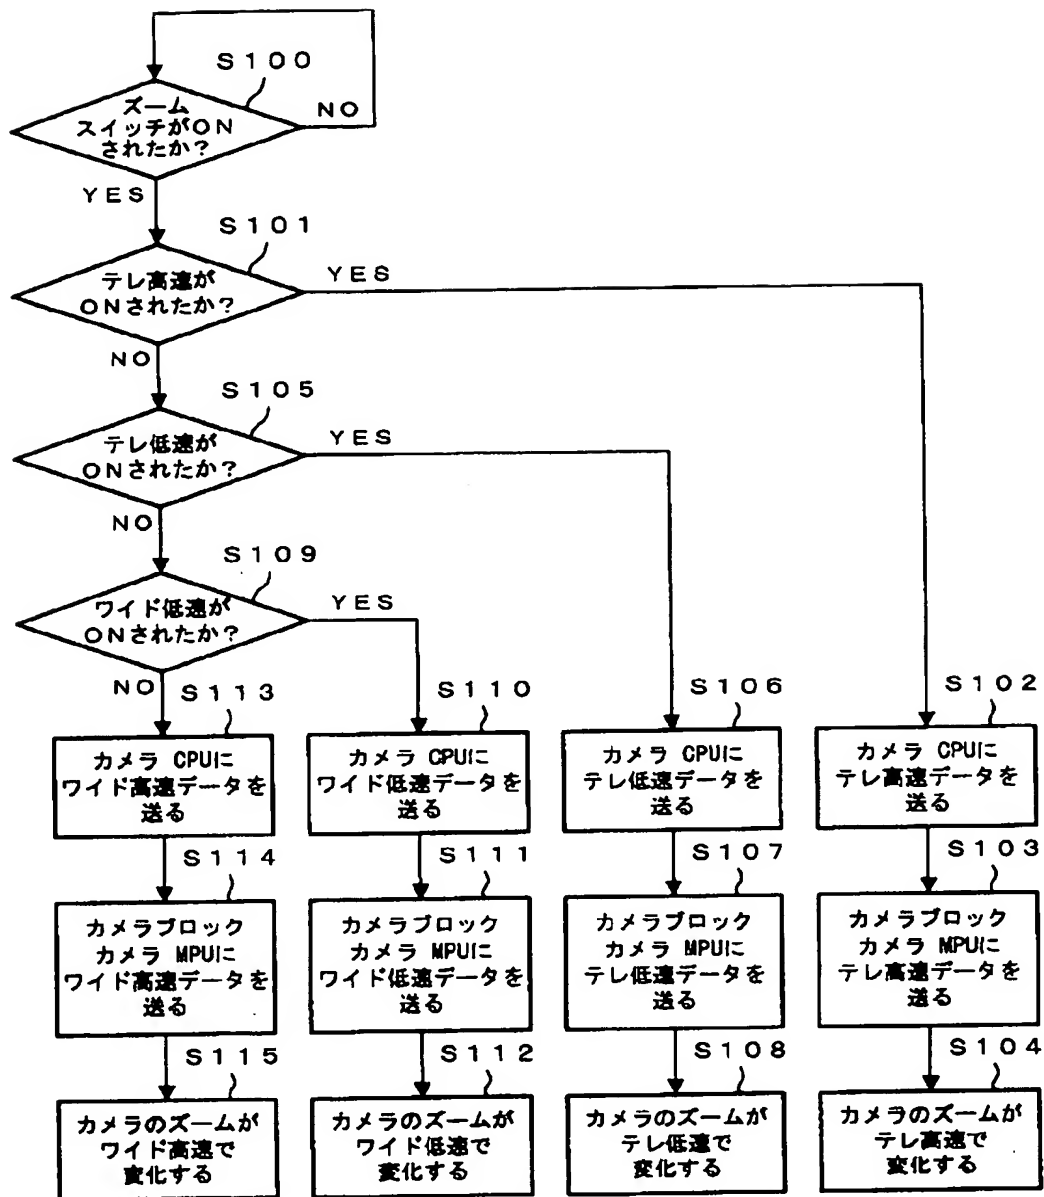 S100
ズーム
スイッチがON
されたか？
NO
YES
S101
テレ高速が
ONされたか？
YES
NO
S105
テレ低速が
ONされたか？
YES
NO
S109
ワイド低速が
ONされたか？
YES
NO
S113
カメラ CPUに
ワイド高速データを
送る
S110
カメラ CPUに
ワイド低速データを
送る
S106
カメラ CPUに
テレ低速データを
送る
S102
カメラ CPUに
テレ高速データを
送る
S114
カメラブロック
カメラ MPUに
ワイド高速データを
送る
S111
カメラブロック
カメラ MPUに
ワイド低速データを
送る
S107
カメラブロック
カメラ MPUに
テレ低速データを
送る
S103
カメラブロック
カメラ MPUに
テレ高速データを
送る
S115
カメラのズームが
ワイド高速で
変化する
S112
カメラのズームが
ワイド低速で
変化する
S108
カメラのズームが
テレ低速で
変化する
S104
カメラのズームが
テレ高速で
変化する